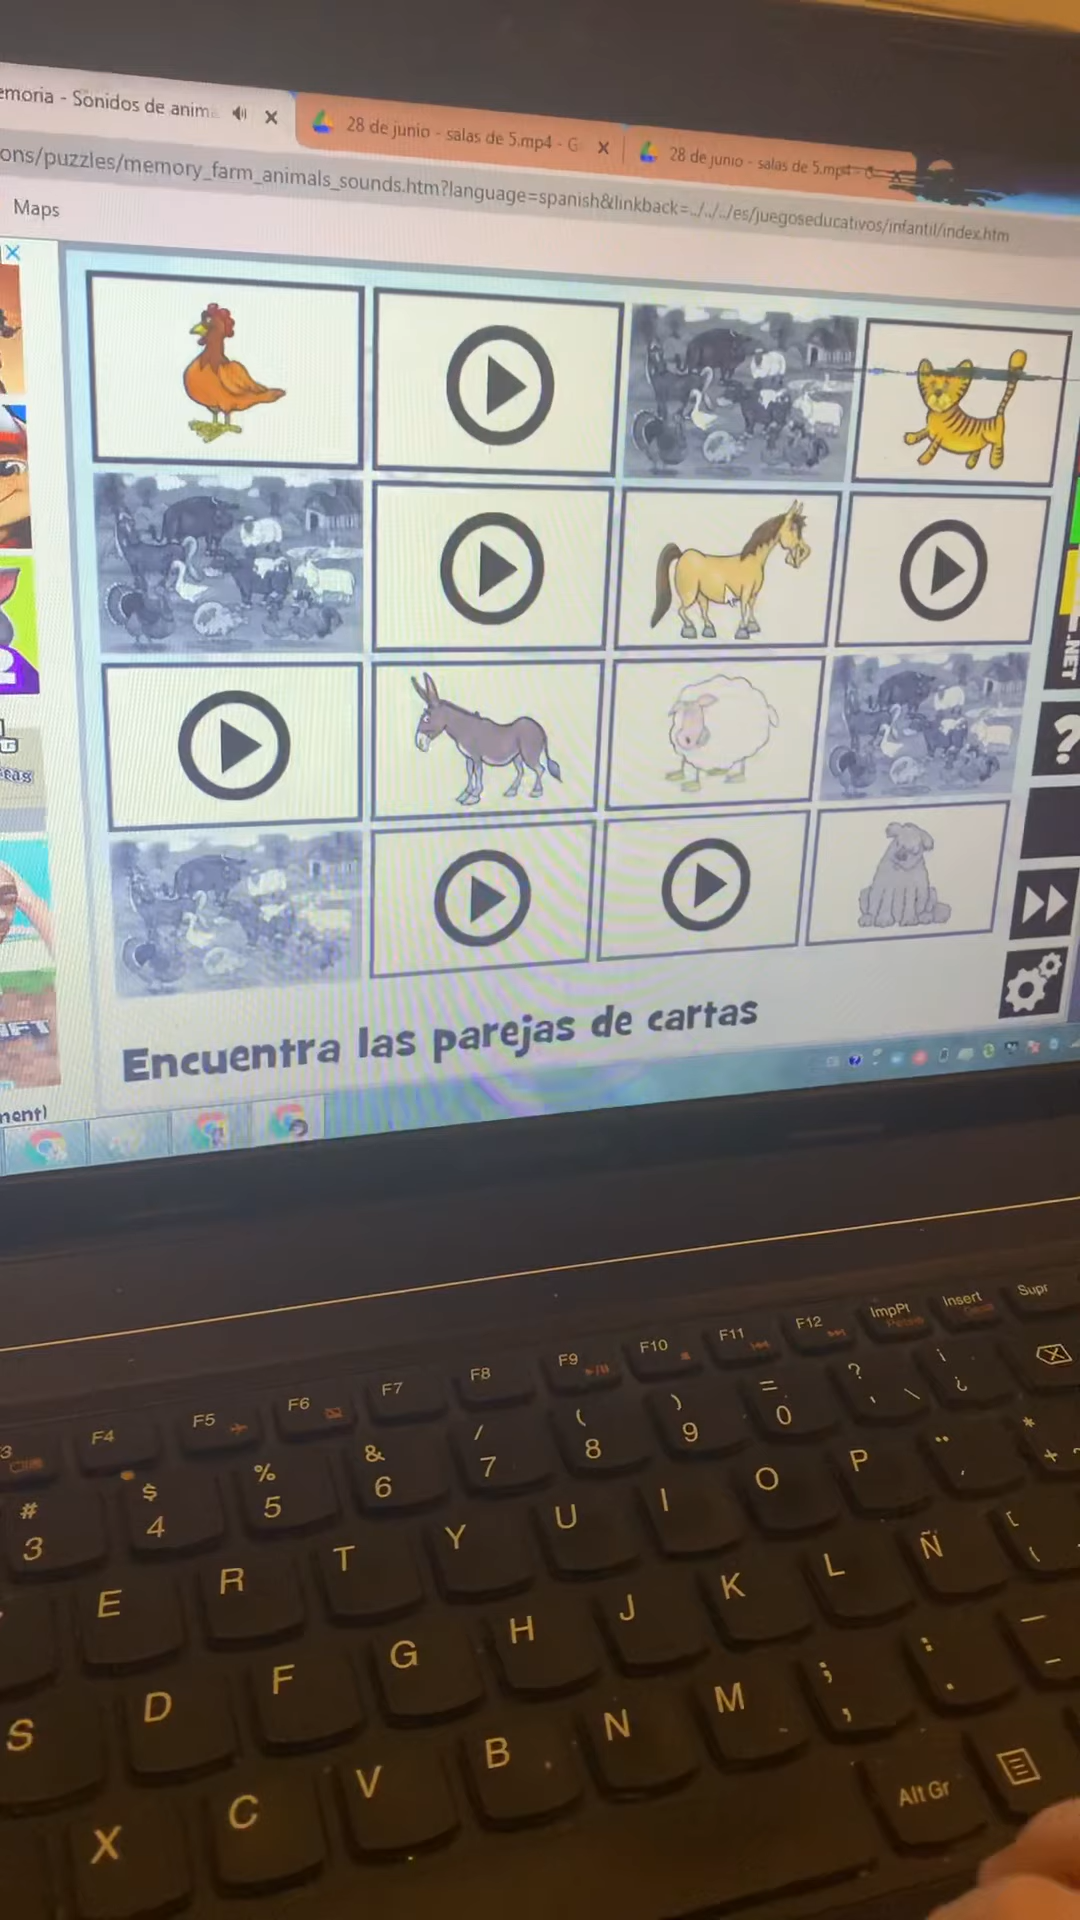 emoria - Sonidos de anim
28 de junio - salas de 5.mp4 - G
28 de junio - salas de 5.mp4 - G
ons/puzzles/memory_farm_animals_sounds.htm?language=spanish&linkback=../../../es/juegoseducativos/infantil/index.htm
Maps
.NET
?
Encuentra las parejas de cartas
F4 F5 F6 F7 F8 F9 F10 F11 F12 ImpPt Insert Supr
# $ % & / ( ) = ? ¡
3 4 5 6 7 8 9 0 ' \ ¿
E R T Y U I O P
S D F G H J K L Ñ
X C V B N M ; , : .
Alt Gr